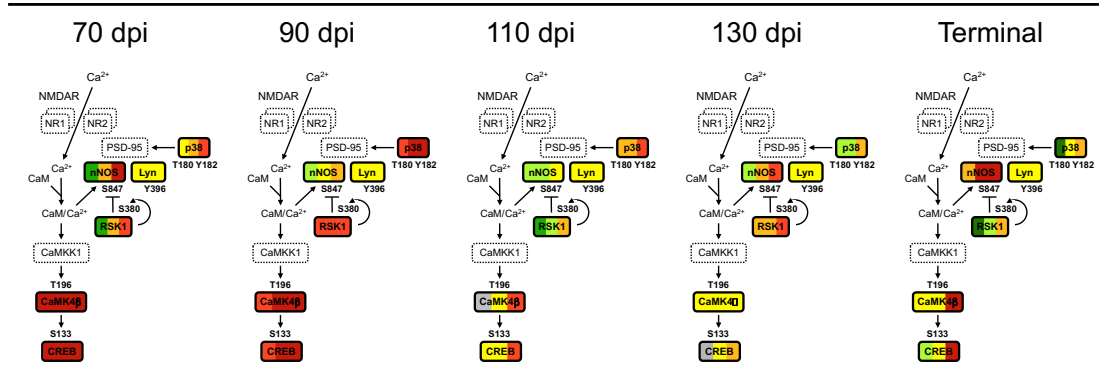 70 dpi
90 dpi
110 dpi
130 dpi
Terminal
Ca²⁺
NMDAR
NR1
NR2
PSD-95
p38
T180 Y182
Ca²⁺
nNOS
Lyn
CaM
S847
Y396
CaM/Ca²⁺
S380
RSK1
CaMKK1
T196
CaMK4β
S133
CREB
Ca²⁺
NMDAR
NR1
NR2
PSD-95
p38
T180 Y182
Ca²⁺
nNOS
Lyn
CaM
S847
Y396
CaM/Ca²⁺
S380
RSK1
CaMKK1
T196
CaMK4β
S133
CREB
Ca²⁺
NMDAR
NR1
NR2
PSD-95
p38
T180 Y182
Ca²⁺
nNOS
Lyn
CaM
S847
Y396
CaM/Ca²⁺
S380
RSK1
CaMKK1
T196
CaMK4β
S133
CREB
Ca²⁺
NMDAR
NR1
NR2
PSD-95
p38
T180 Y182
Ca²⁺
nNOS
Lyn
CaM
S847
Y396
CaM/Ca²⁺
S380
RSK1
CaMKK1
T196
CaMK4▯
S133
CREB
Ca²⁺
NMDAR
NR1
NR2
PSD-95
p38
T180 Y182
Ca²⁺
nNOS
Lyn
CaM
S847
Y396
CaM/Ca²⁺
S380
RSK1
CaMKK1
T196
CaMK4β
S133
CREB